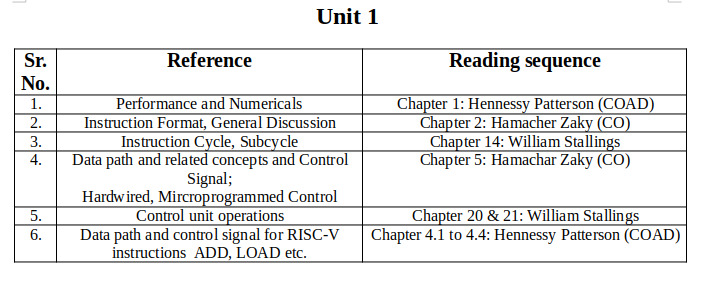 Unit 1
Sr. No. Reference Reading sequence
1. Performance and Numericals Chapter 1: Hennessy Patterson (COAD)
2. Instruction Format, General Discussion Chapter 2: Hamacher Zaky (CO)
3. Instruction Cycle, Subcycle Chapter 14: William Stallings
4. Data path and related concepts and Control Chapter 5: Hamachar Zaky (CO)
Signal;
Hardwired, Mircroprogrammed Control
5. Control unit operations Chapter 20 & 21: William Stallings
6. Data path and control signal for RISC-V Chapter 4.1 to 4.4: Hennessy Patterson (COAD)
instructions ADD, LOAD etc.